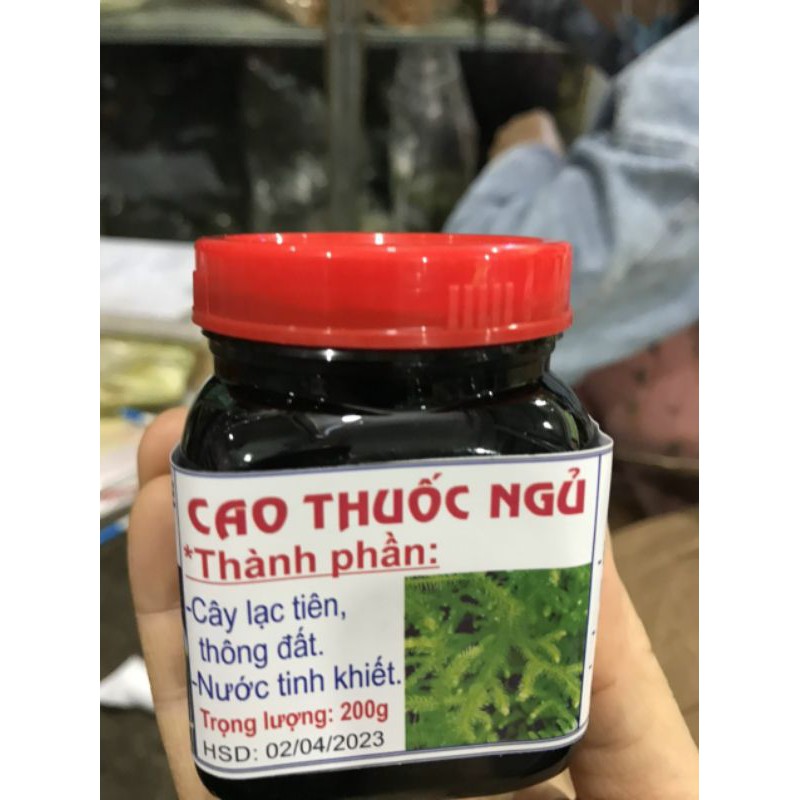 CAO THUỐC NGỦ
*Thành phần:
-Cây lạc tiên,
thông đất.
-Nước tinh khiết.
Trọng lượng: 200g
HSD: 02/04/2023